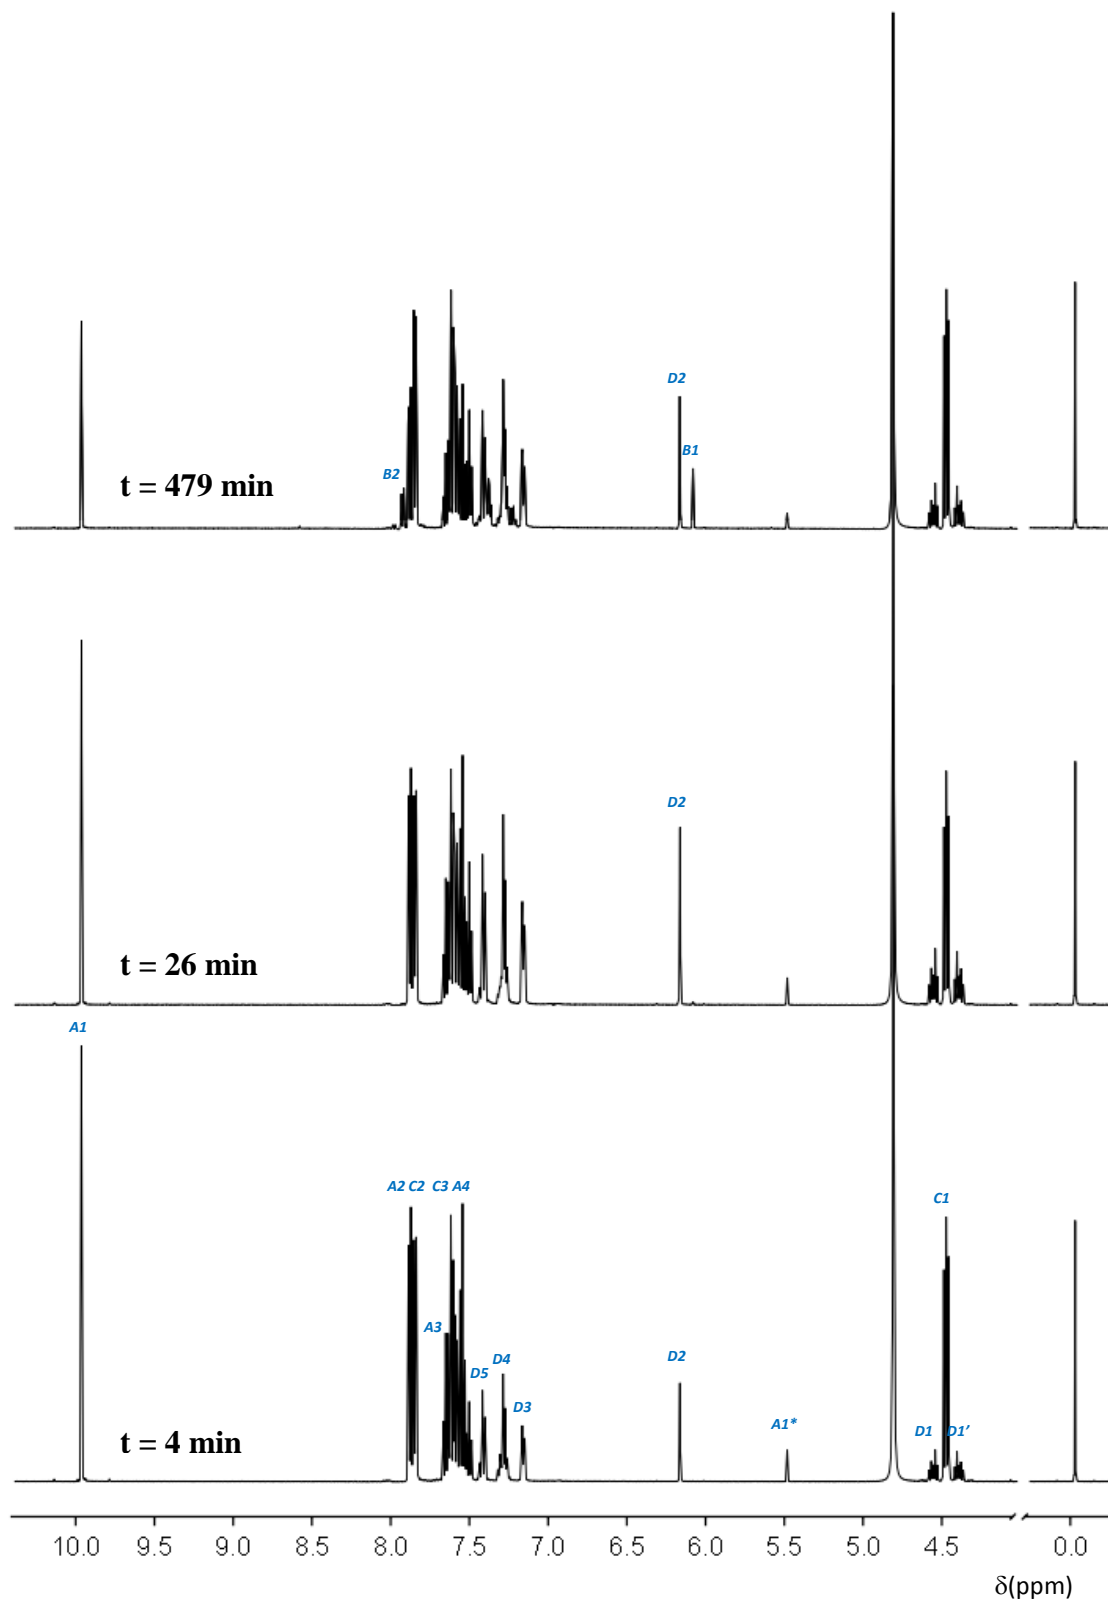 D2
B1
B2
t = 479 min
D2
t = 26 min
A1
A2 C2 C3 A4
C1
A3
D4
D2
D5
D3
A1*
D1 D1’
t = 4 min
10.0 9.5 9.0 8.5 8.0 7.5 7.0 6.5 6.0 5.5 5.0 4.5 0.0
δ(ppm)